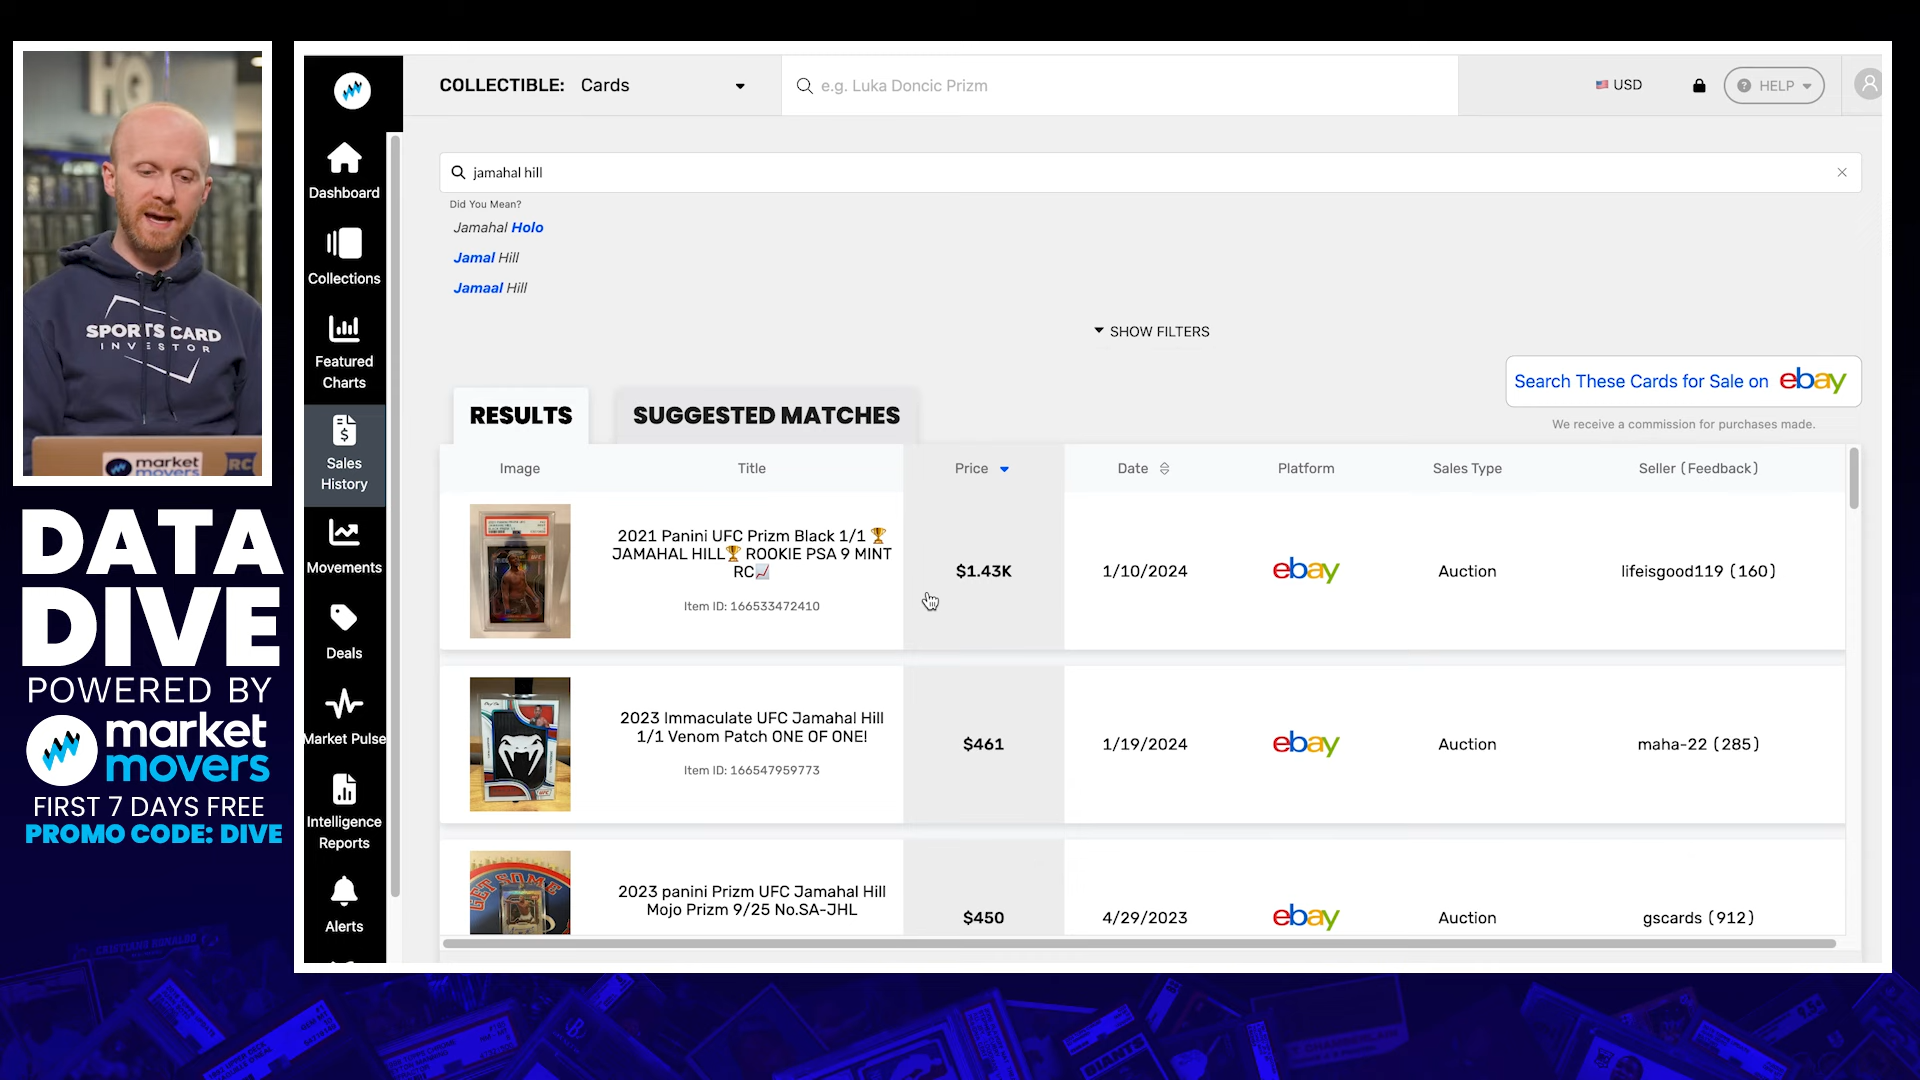 HQ
SPORTS CARD
INVESTOR
market
movers
RC
DATA
DIVE
POWERED BY
market
movers
FIRST 7 DAYS FREE
PROMO CODE: DIVE
Dashboard
Collections
Featured
Charts
Sales
History
Movements
Deals
Market Pulse
Intelligence
Reports
Alerts
COLLECTIBLE: Cards
e.g. Luka Doncic Prizm
USD
? HELP
jamahal hill
Did You Mean?
Jamahal Holo
Jamal Hill
Jamaal Hill
SHOW FILTERS
Search These Cards for Sale on ebay
We receive a commission for purchases made.
RESULTS
SUGGESTED MATCHES
Image Title Price Date Platform Sales Type Seller (Feedback)
2021 Panini UFC Prizm Black 1/1 🏆
JAMAHAL HILL🏆 ROOKIE PSA 9 MINT
RC📈
Item ID: 166533472410
$1.43K 1/10/2024 ebay Auction lifeisgood119 (160)
2023 Immaculate UFC Jamahal Hill
1/1 Venom Patch ONE OF ONE!
Item ID: 166547959773
$461 1/19/2024 ebay Auction maha-22 (285)
GET SOME
2023 panini Prizm UFC Jamahal Hill
Mojo Prizm 9/25 No.SA-JHL
$450 4/29/2023 ebay Auction gscards (912)
GIANTS